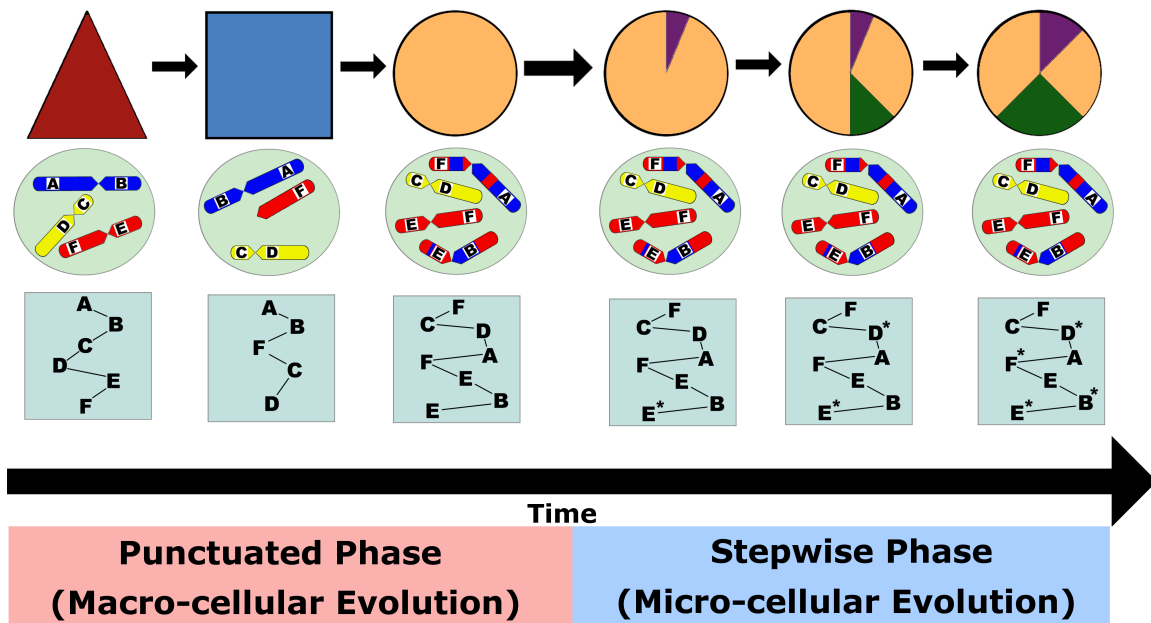 A B
C
D
F E
A
B
F
C D
F
C D
A
E F
E B
F
C D
A
E F
E B
F
C D
A
E F
E B
F
C D
A
E F
E B
A
B
C
D
E
F
A
B
F
C
D
F
C D
F A
E
E B
F
C D
F A
E
E* B
F
C D*
F A
E
E* B
F
C D*
F* A
E
E* B*
Time
Punctuated Phase
(Macro-cellular Evolution)
Stepwise Phase
(Micro-cellular Evolution)